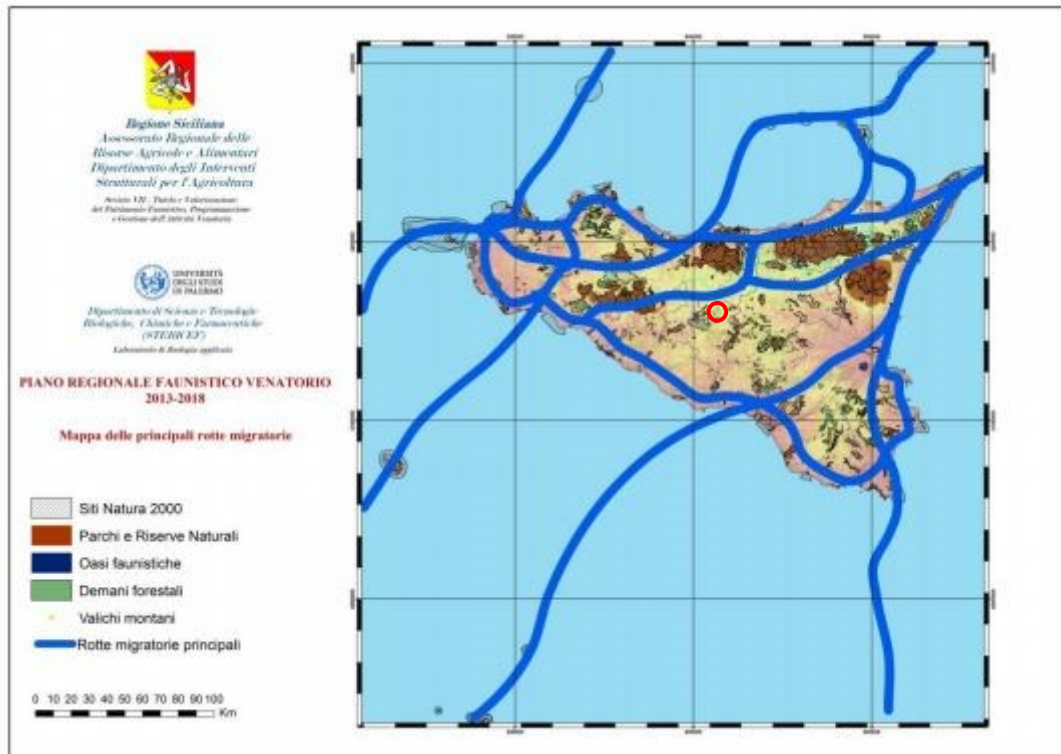 Regione Siciliana
Assessorato Regionale delle
Risorse Agricole e Alimentari
Dipartimento degli Interventi
Strutturali per l'Agricoltura
UNIVERSITÀ
DEGLI STUDI
DI PALERMO
Dipartimento di Scienze e Tecnologie
Biologiche, Chimiche e Farmaceutiche
(STEBICEF)
Laboratorio di Zoologia applicata
PIANO REGIONALE FAUNISTICO VENATORIO
2013-2018
Mappa delle principali rotte migratorie
Siti Natura 2000
Parchi e Riserve Naturali
Oasi faunistiche
Demani forestali
Valichi montani
Rotte migratorie principali
0 10 20 30 40 50 60 70 80 90 100
Km